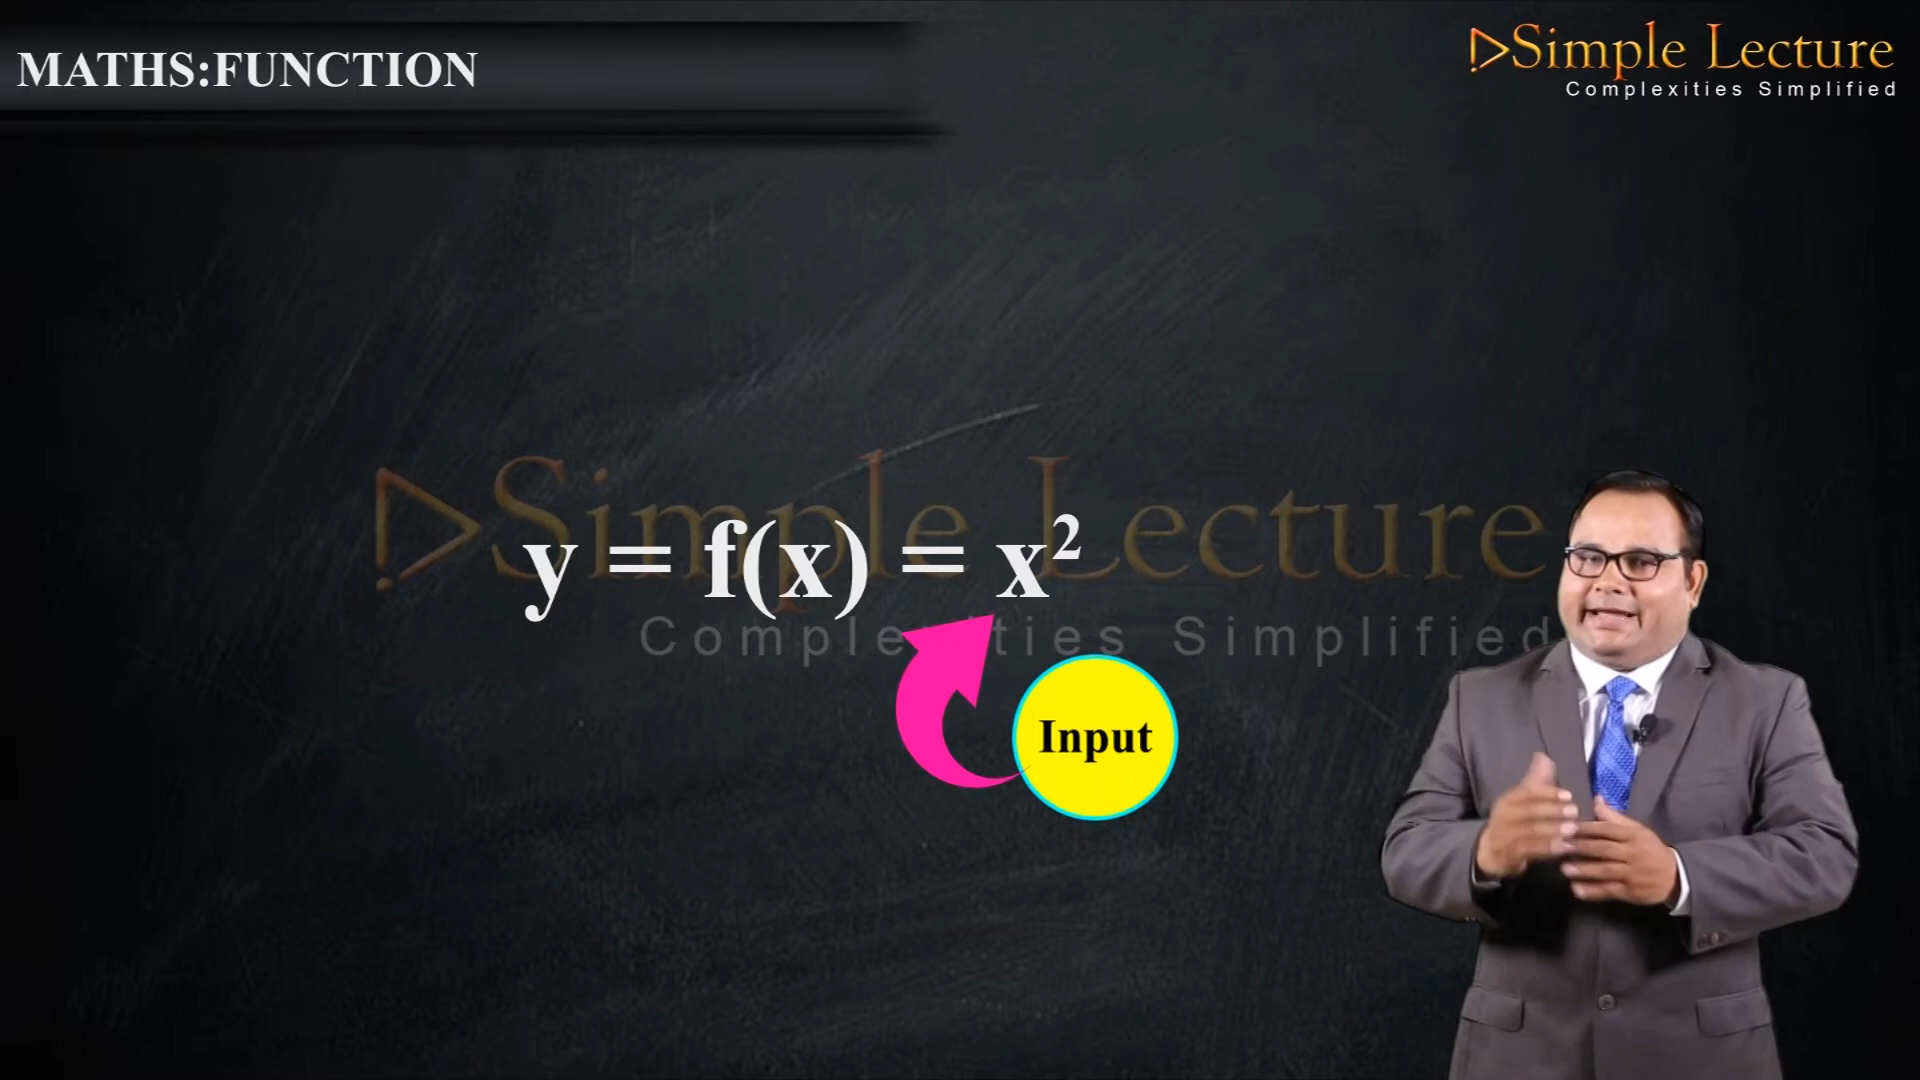 MATHS:FUNCTION
Simple Lecture
Complexities Simplified
Simple Lecture
y = f(x) = x²
Complexities Simplified
Input